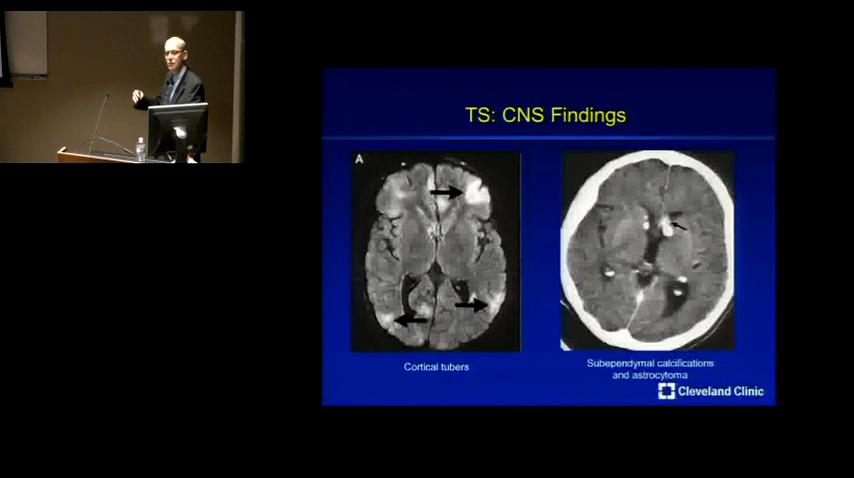 TS: CNS Findings
A
Cortical tubers
Subependymal calcifications
and astrocytoma
Cleveland Clinic